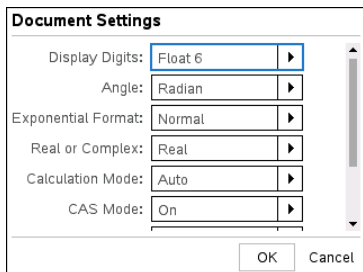 Document Settings
Display Digits: Float 6
Angle: Radian
Exponential Format: Normal
Real or Complex: Real
Calculation Mode: Auto
CAS Mode: On
OK Cancel